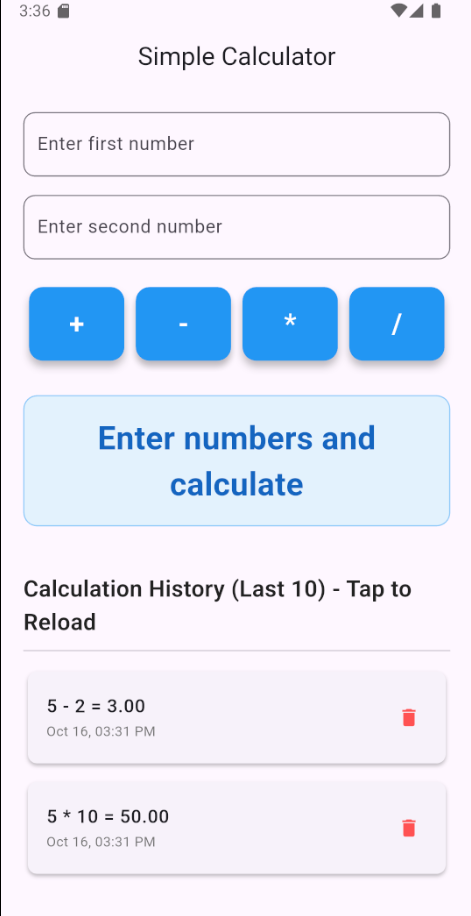 3:36
Simple Calculator
Enter first number
Enter second number
+ - * /
Enter numbers and
calculate
Calculation History (Last 10) - Tap to
Reload
5 - 2 = 3.00
Oct 16, 03:31 PM
5 * 10 = 50.00
Oct 16, 03:31 PM